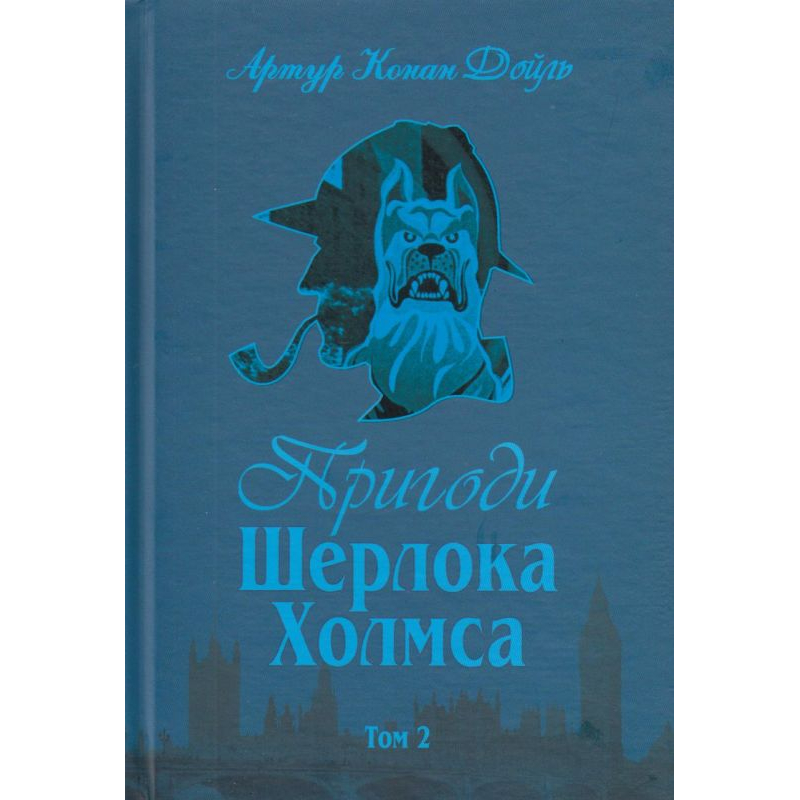 Артур Конан Дойль
Пригоди
Шерлока
Холмса
Том 2